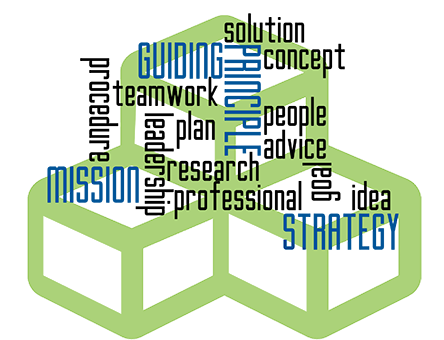 solution
GUIDING
PRINCIPLE
concept
procedure
teamwork
leadership
plan
people
advice
research
MISSION
professional
goal
idea
STRATEGY